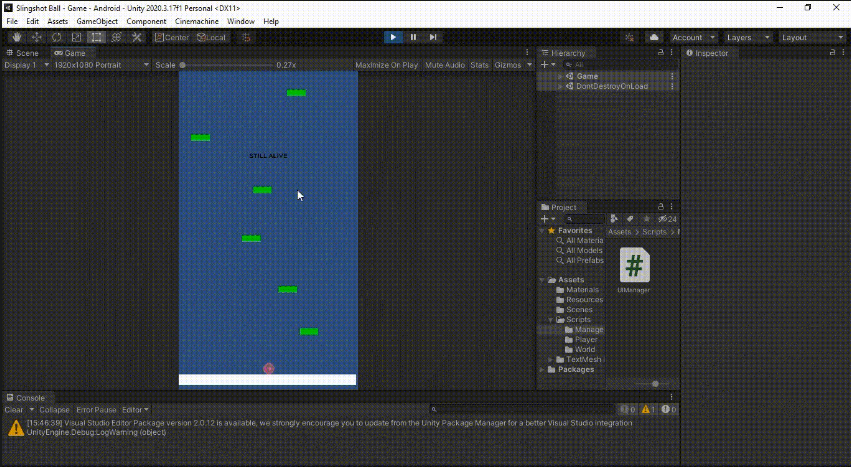 Slingshot Ball - Game - Android - Unity 2020.3.17f1 Personal <DX11>
File Edit Assets GameObject Component Cinemachine Window Help
Center Local Account Layers Layout
Scene Game
Display 1 1920x1080 Portrait Scale 0.27x Maximize On Play Mute Audio Stats Gizmos
STILL ALIVE
Hierarchy
All
Game
DontDestroyOnLoad
Project
24
Favorites
All Materia
All Models
All Prefabs
Assets
Materials
Resources
Scenes
Scripts
Manage
Player
World
TextMesh
Packages
Assets > Scripts >
#
UIManager
Inspector
Console
Clear Collapse Error Pause Editor
0 1 0
[15:46:39] Visual Studio Editor Package version 2.0.12 is available, we strongly encourage you to update from the Unity Package Manager for a better Visual Studio integration
UnityEngine.Debug:LogWarning (object)